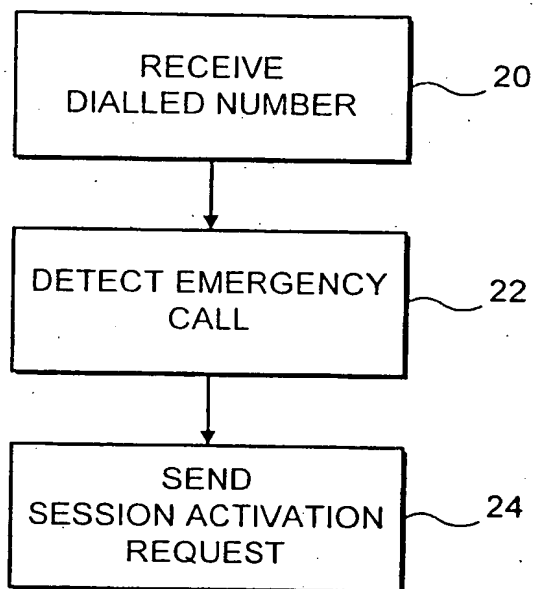 RECEIVE
DIALLED NUMBER
20
DETECT EMERGENCY
CALL
22
SEND
SESSION ACTIVATION
REQUEST
24